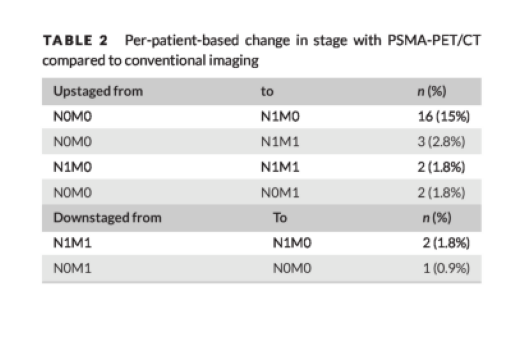 TABLE 2 Per-patient-based change in stage with PSMA-PET/CT
compared to conventional imaging
Upstaged from to n (%)
N0M0 N1M0 16 (15%)
N0M0 N1M1 3 (2.8%)
N1M0 N1M1 2 (1.8%)
N0M0 N0M1 2 (1.8%)
Downstaged from To n (%)
N1M1 N1M0 2 (1.8%)
N0M1 N0M0 1 (0.9%)